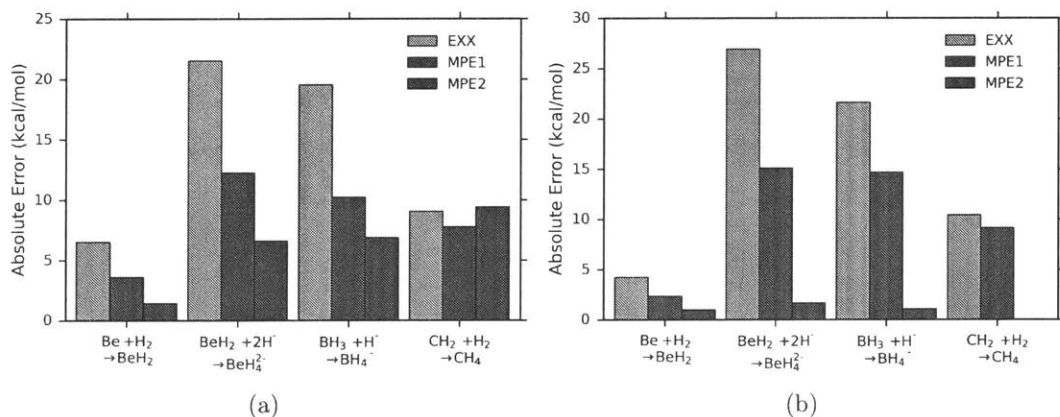 25
20
15
10
5
0
Absolute Error (kcal/mol)
EXX
MPE1
MPE2
Be +H₂
→BeH₂
BeH₂ +2H⁻
→BeH₄²⁻
BH₃ +H⁻
→BH₄⁻
CH₂ +H₂
→CH₄
(a)
30
25
20
15
10
5
0
Absolute Error (kcal/mol)
EXX
MPE1
MPE2
Be +H₂
→BeH₂
BeH₂ +2H⁻
→BeH₄²⁻
BH₃ +H⁻
→BH₄⁻
CH₂ +H₂
→CH₄
(b)